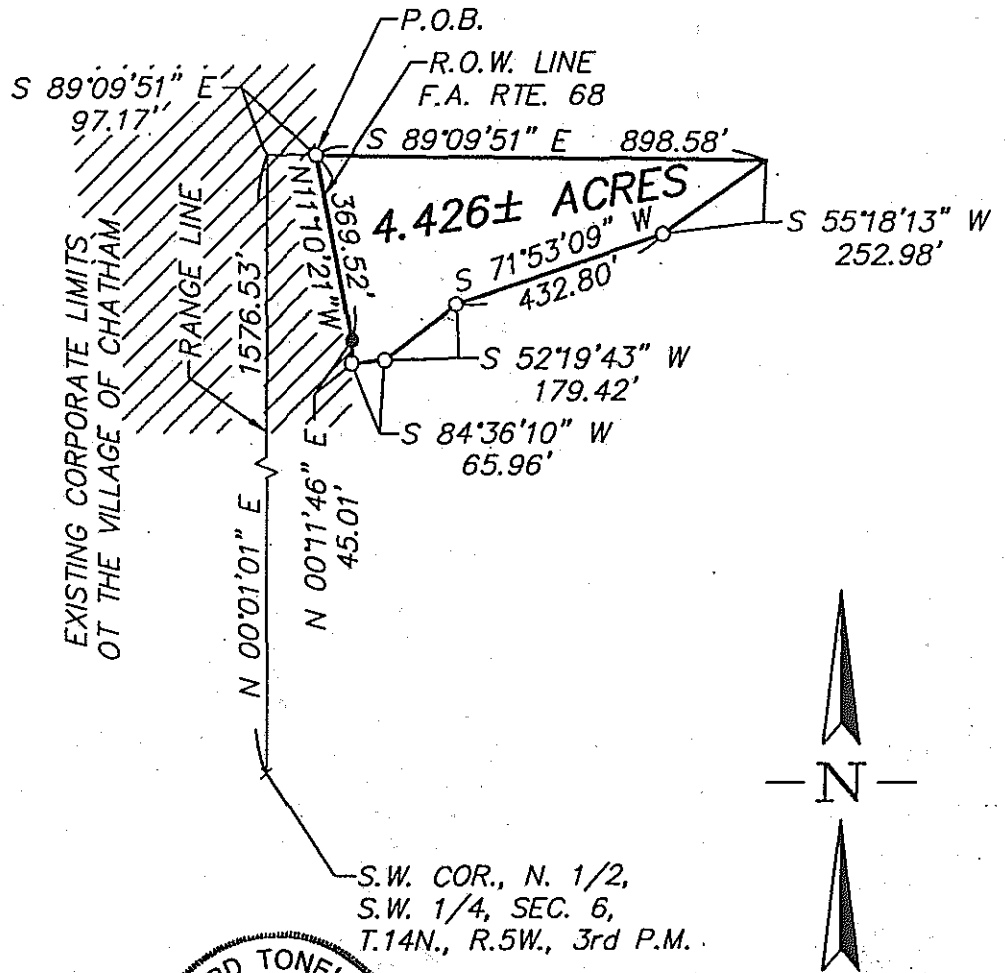 P.O.B.
R.O.W. LINE
F.A. RTE. 68
S 89°09'51" E
97.17'
S 89°09'51" E 898.58'
4.426± ACRES
N11°10'21"W
369.52'
S 71°53'09" W
432.80'
S 55°18'13" W
252.98'
S 52°19'43" W
179.42'
S 84°36'10" W
65.96'
EXISTING CORPORATE LIMITS
OT THE VILLAGE OF CHATHAM
RANGE LINE
1576.53'
N 00°01'01" E
N 00°11'46" E
45.01'
N
S.W. COR., N. 1/2,
S.W. 1/4, SEC. 6,
T.14N., R.5W., 3rd P.M.